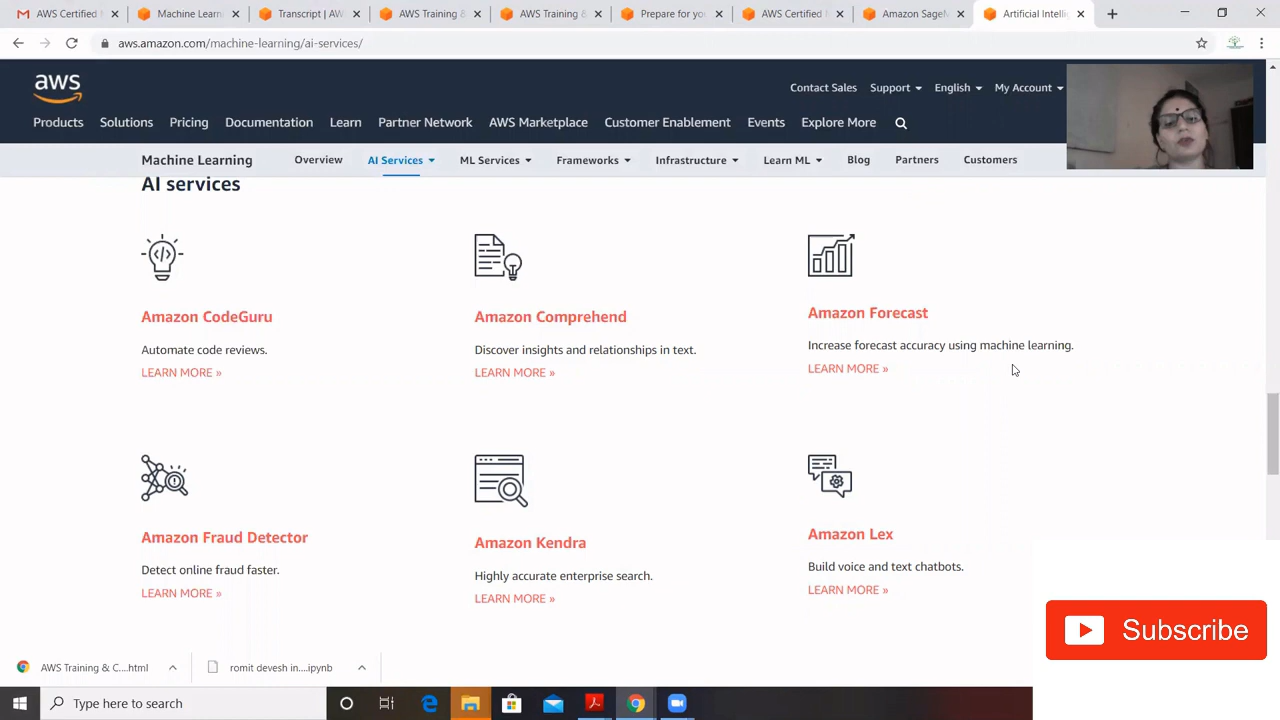 AWS Certified
Machine Learn
Transcript | AW
AWS Training &
AWS Training &
Prepare for yo
AWS Certified
Amazon SageM
Artificial Intelli
aws.amazon.com/machine-learning/ai-services/
aws
Contact Sales Support English My Account
Products Solutions Pricing Documentation Learn Partner Network AWS Marketplace Customer Enablement Events Explore More
Machine Learning Overview AI Services ML Services Frameworks Infrastructure Learn ML Blog Partners Customers
AI services
Amazon CodeGuru
Automate code reviews.
LEARN MORE »
Amazon Comprehend
Discover insights and relationships in text.
LEARN MORE »
Amazon Forecast
Increase forecast accuracy using machine learning.
LEARN MORE »
Amazon Fraud Detector
Detect online fraud faster.
LEARN MORE »
Amazon Kendra
Highly accurate enterprise search.
LEARN MORE »
Amazon Lex
Build voice and text chatbots.
LEARN MORE »
Subscribe
AWS Training & C....html
romit devesh in....ipynb
Type here to search